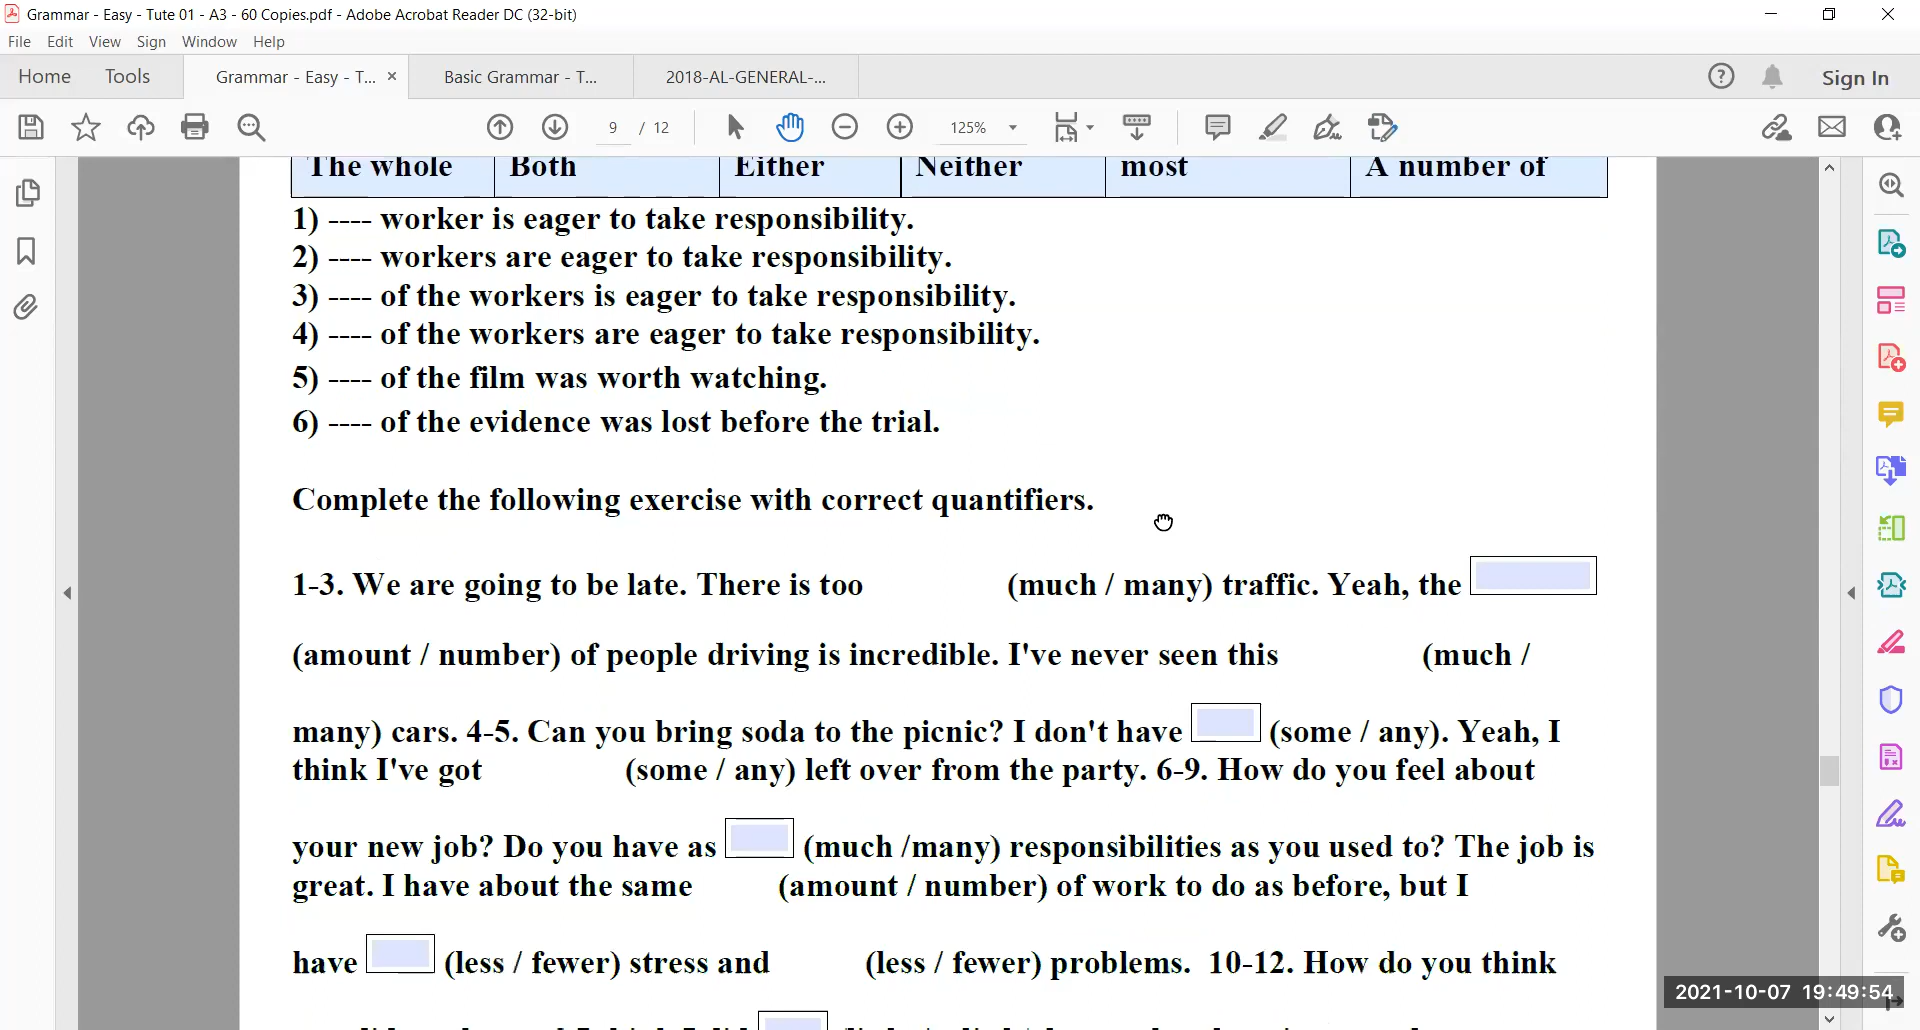 Grammar - Easy - Tute 01 - A3 - 60 Copies.pdf - Adobe Acrobat Reader DC (32-bit)
File Edit View Sign Window Help
Home Tools Grammar - Easy - T... × Basic Grammar - T... 2018-AL-GENERAL-... Sign In
9 / 12 125%
The whole Both Either Neither most A number of
1) ---- worker is eager to take responsibility.
2) ---- workers are eager to take responsibility.
3) ---- of the workers is eager to take responsibility.
4) ---- of the workers are eager to take responsibility.
5) ---- of the film was worth watching.
6) ---- of the evidence was lost before the trial.
Complete the following exercise with correct quantifiers.
1-3. We are going to be late. There is too (much / many) traffic. Yeah, the
(amount / number) of people driving is incredible. I've never seen this (much /
many) cars. 4-5. Can you bring soda to the picnic? I don't have (some / any). Yeah, I
think I've got (some / any) left over from the party. 6-9. How do you feel about
your new job? Do you have as (much /many) responsibilities as you used to? The job is
great. I have about the same (amount / number) of work to do as before, but I
have (less / fewer) stress and (less / fewer) problems. 10-12. How do you think
2021-10-07 19:49:54